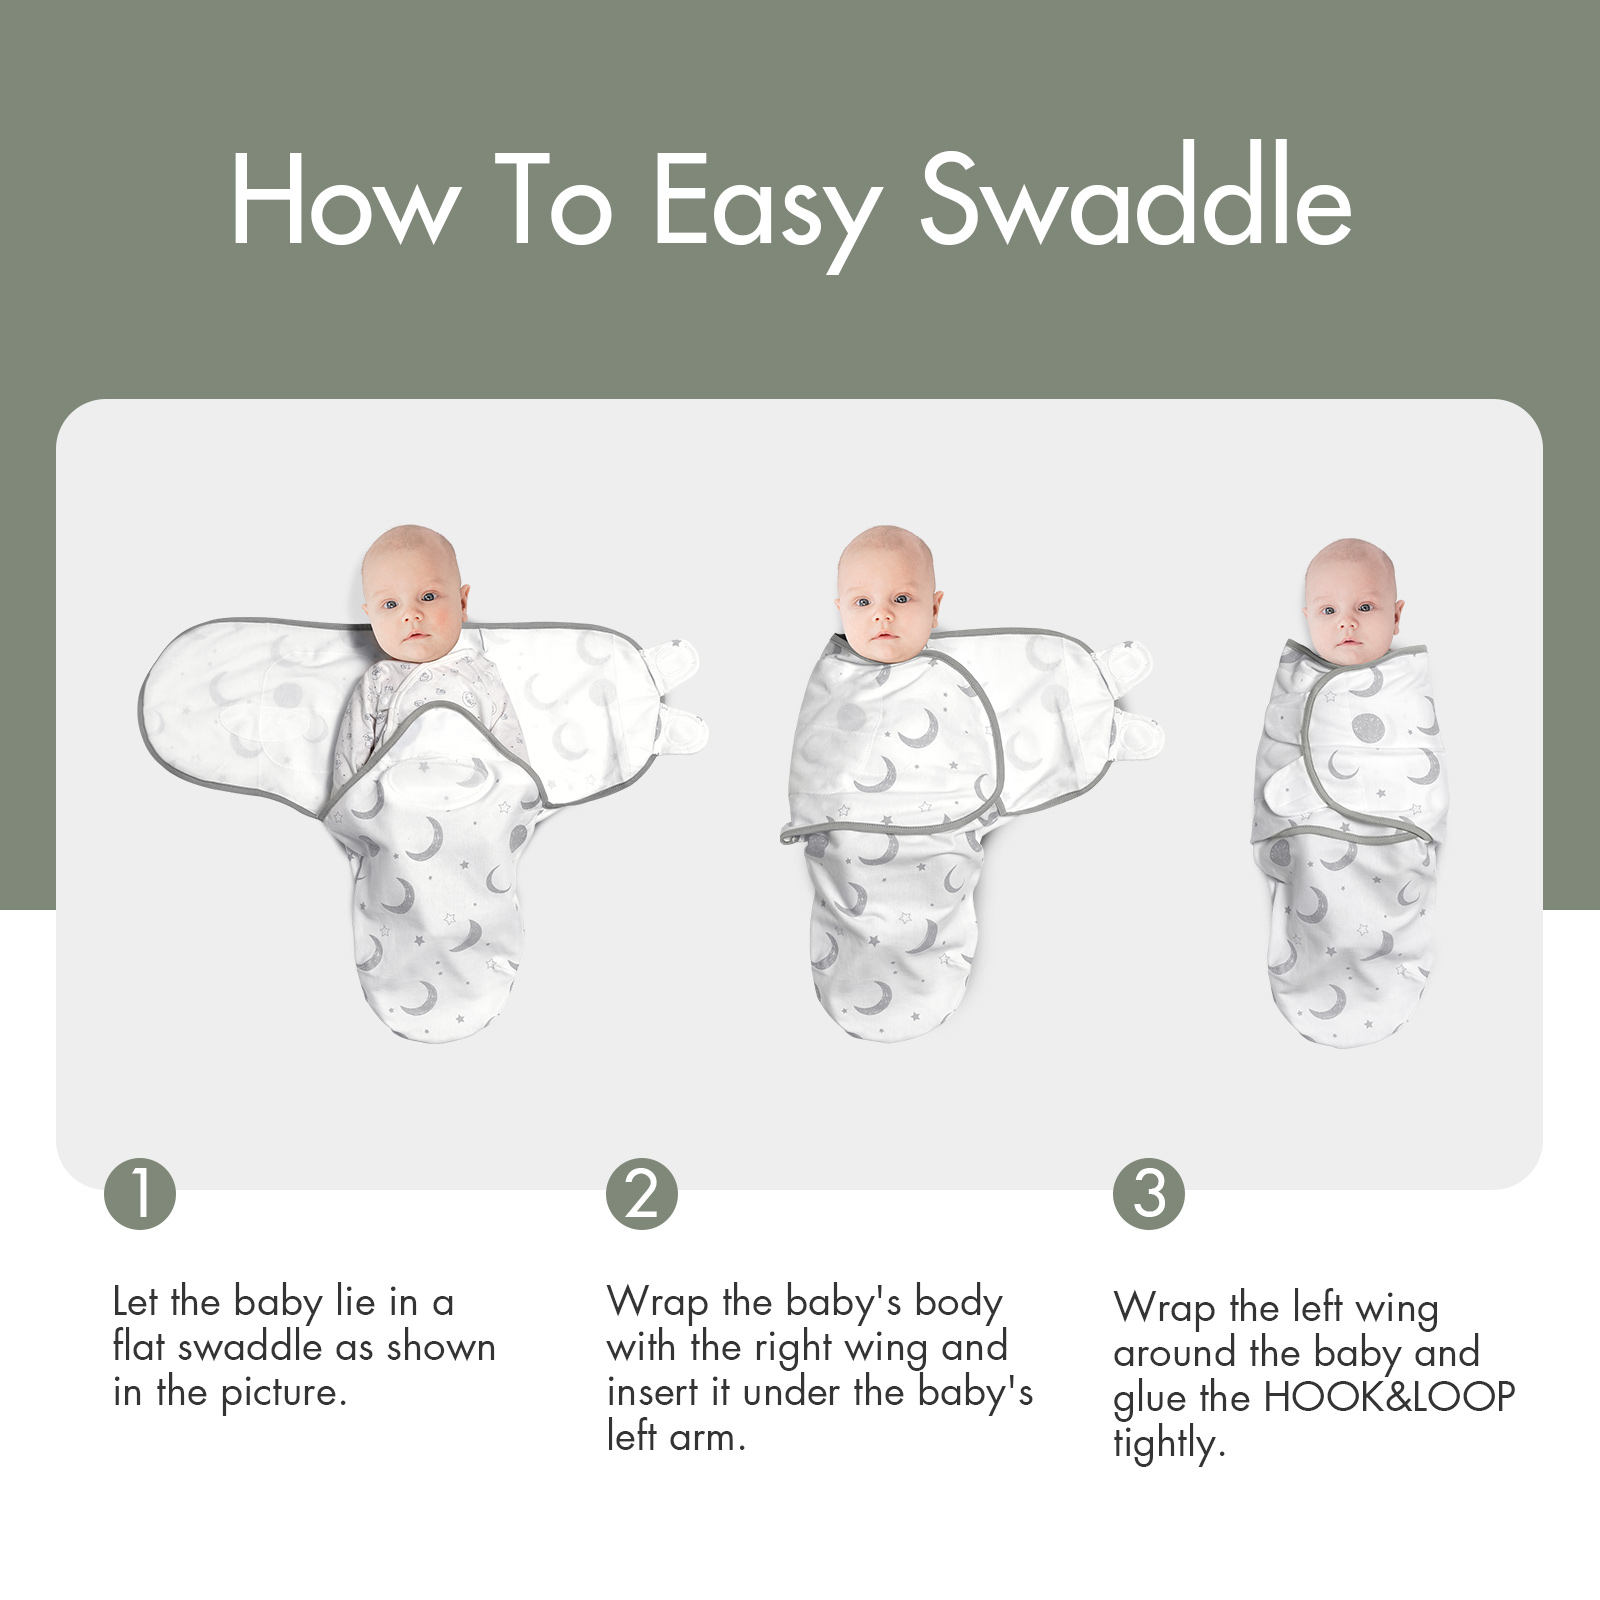 How To Easy Swaddle
1
Let the baby lie in a
flat swaddle as shown
in the picture.
2
Wrap the baby's body
with the right wing and
insert it under the baby's
left arm.
3
Wrap the left wing
around the baby and
glue the HOOK&LOOP
tightly.